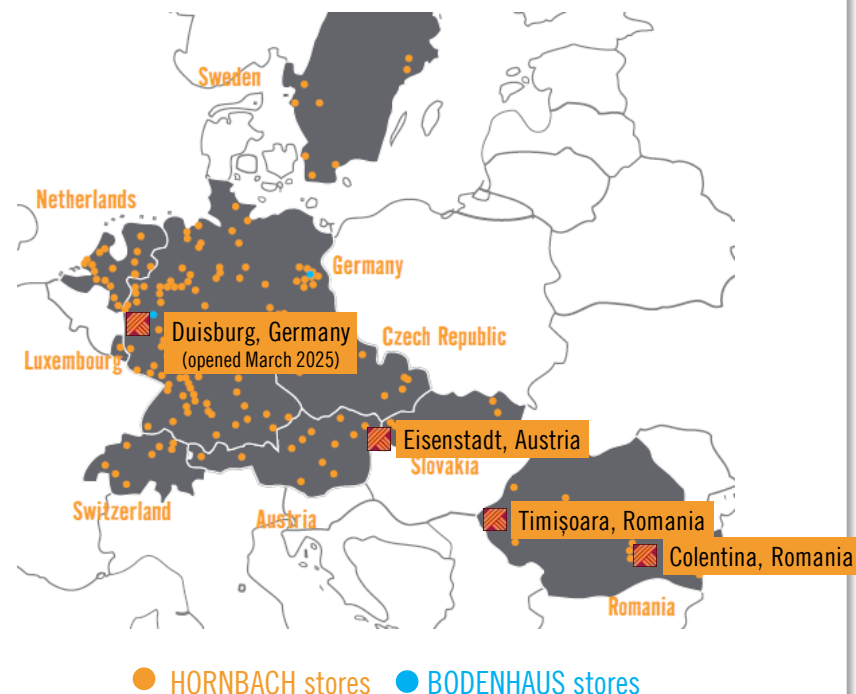 Sweden
Netherlands
Germany
Duisburg, Germany
(opened March 2025)
Czech Republic
Luxembourg
Eisenstadt, Austria
Slovakia
Switzerland
Austria
Timișoara, Romania
Colentina, Romania
Romania
HORNBACH stores
BODENHAUS stores